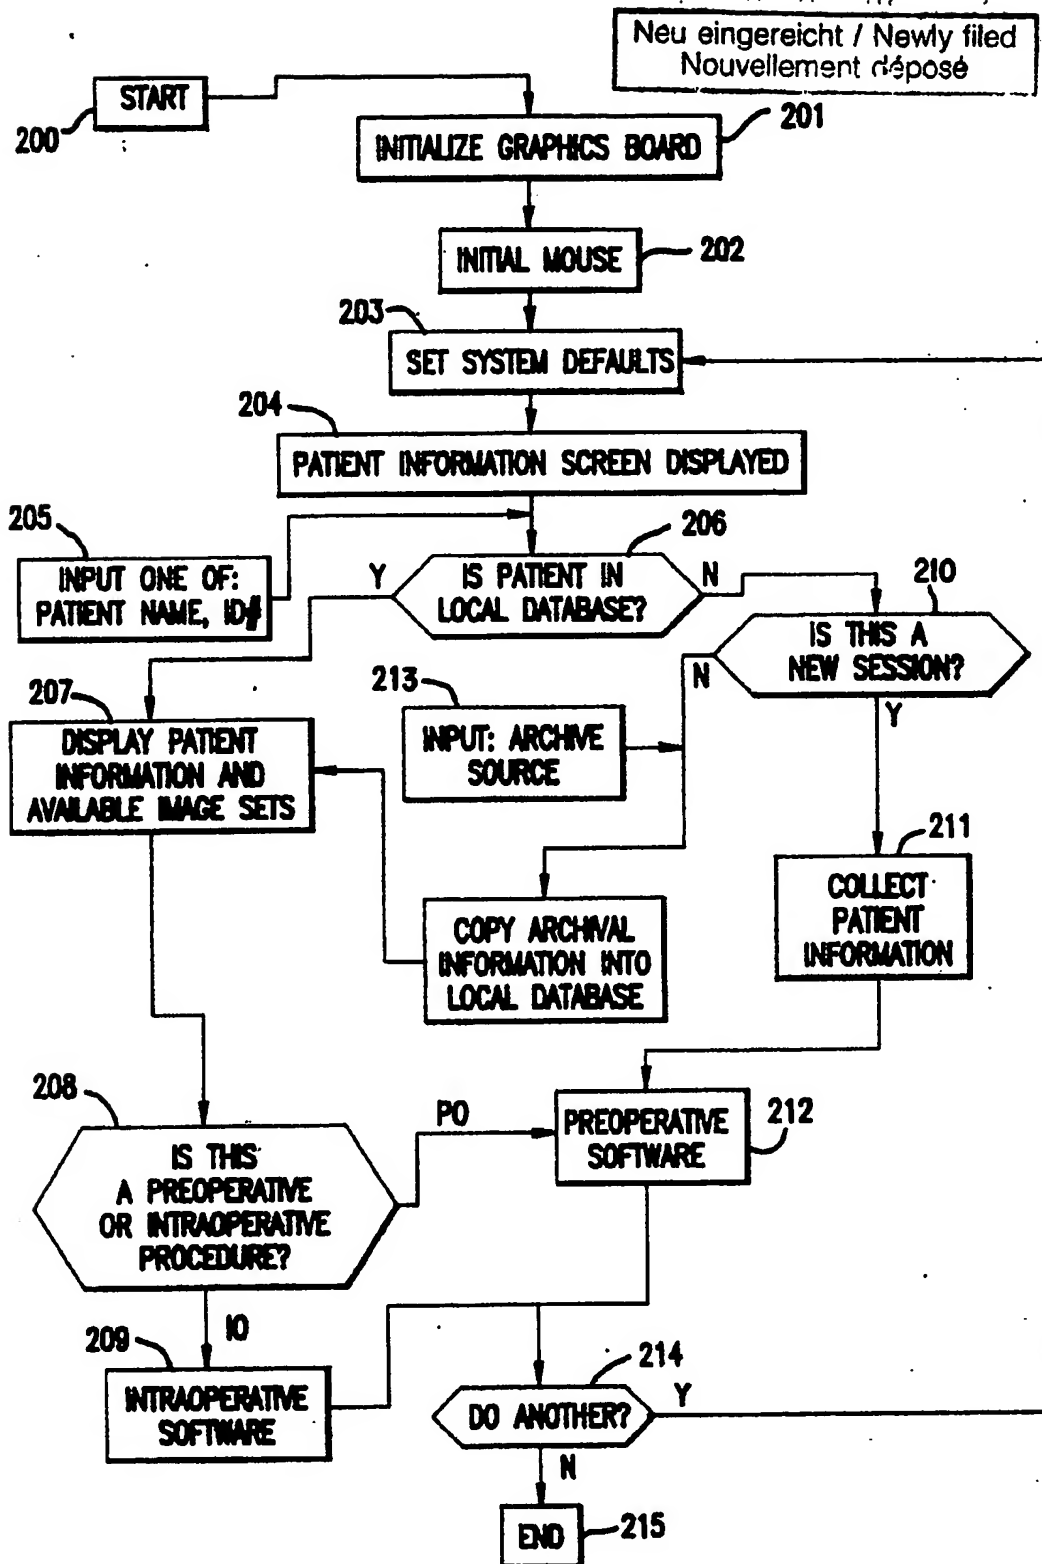 Neu eingereicht / Newly filed
Nouvellement déposé
START
200
201
INITIALIZE GRAPHICS BOARD
INITIAL MOUSE
202
203
SET SYSTEM DEFAULTS
204
PATIENT INFORMATION SCREEN DISPLAYED
205
INPUT ONE OF:
PATIENT NAME, ID#
206
Y
IS PATIENT IN
LOCAL DATABASE?
N
210
IS THIS A
NEW SESSION?
N
Y
207
DISPLAY PATIENT
INFORMATION AND
AVAILABLE IMAGE SETS
213
INPUT: ARCHIVE
SOURCE
211
COLLECT
PATIENT
INFORMATION
COPY ARCHIVAL
INFORMATION INTO
LOCAL DATABASE
208
IS THIS
A PREOPERATIVE
OR INTRAOPERATIVE
PROCEDURE?
PO
PREOPERATIVE
SOFTWARE
212
IO
209
INTRAOPERATIVE
SOFTWARE
214
DO ANOTHER?
Y
N
END
215